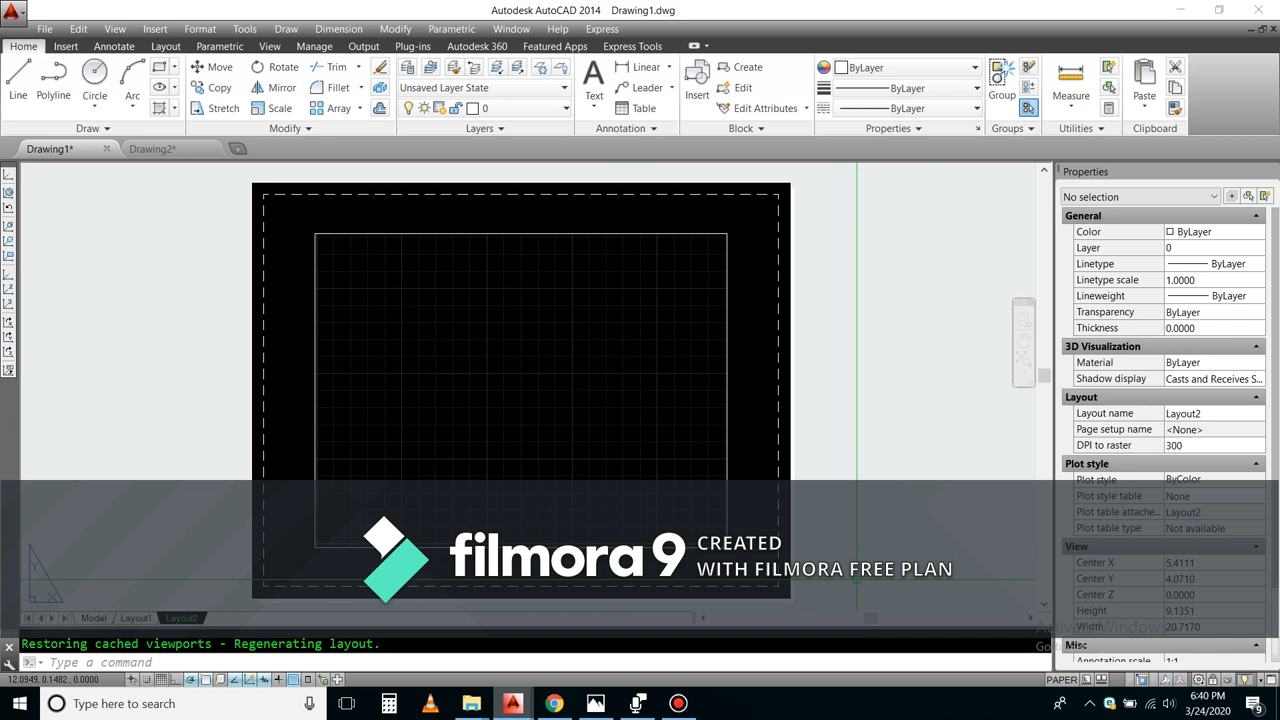 Autodesk AutoCAD 2014 Drawing1.dwg
File Edit View Insert Format Tools Draw Dimension Modify Parametric Window Help Express
Home Insert Annotate Layout Parametric View Manage Output Plug-ins Autodesk 360 Featured Apps Express Tools
Line Polyline Circle Arc
Move Rotate Trim
Copy Mirror Fillet
Stretch Scale Array
Unsaved Layer State
0
Text
Linear
Leader
Table
Insert
Create
Edit
Edit Attributes
ByLayer
ByLayer
ByLayer
Group
Measure
Paste
Draw Modify Layers Annotation Block Properties Groups Utilities Clipboard
Drawing1* Drawing2*
Properties
No selection
General
Color ByLayer
Layer 0
Linetype ByLayer
Linetype scale 1.0000
Lineweight ByLayer
Transparency ByLayer
Thickness 0.0000
3D Visualization
Material ByLayer
Shadow display Casts and Receives S...
Layout
Layout name Layout2
Page setup name <None>
DPI to raster 300
Plot style
Plot style ByColor
Plot style table None
Plot table attache... Layout2
Plot table type Not available
View
Center X 5.4111
Center Y 4.0710
Center Z 0.0000
Height 9.1351
Width 20.7170
Misc
Annotation scale 1:1
filmora 9 CREATED
WITH FILMORA FREE PLAN
Activate Windows
Model Layout1 Layout2
Restoring cached viewports - Regenerating layout.
Type a command
12.0949, 0.1482, 0.0000
PAPER
Type here to search
6:40 PM
3/24/2020
9